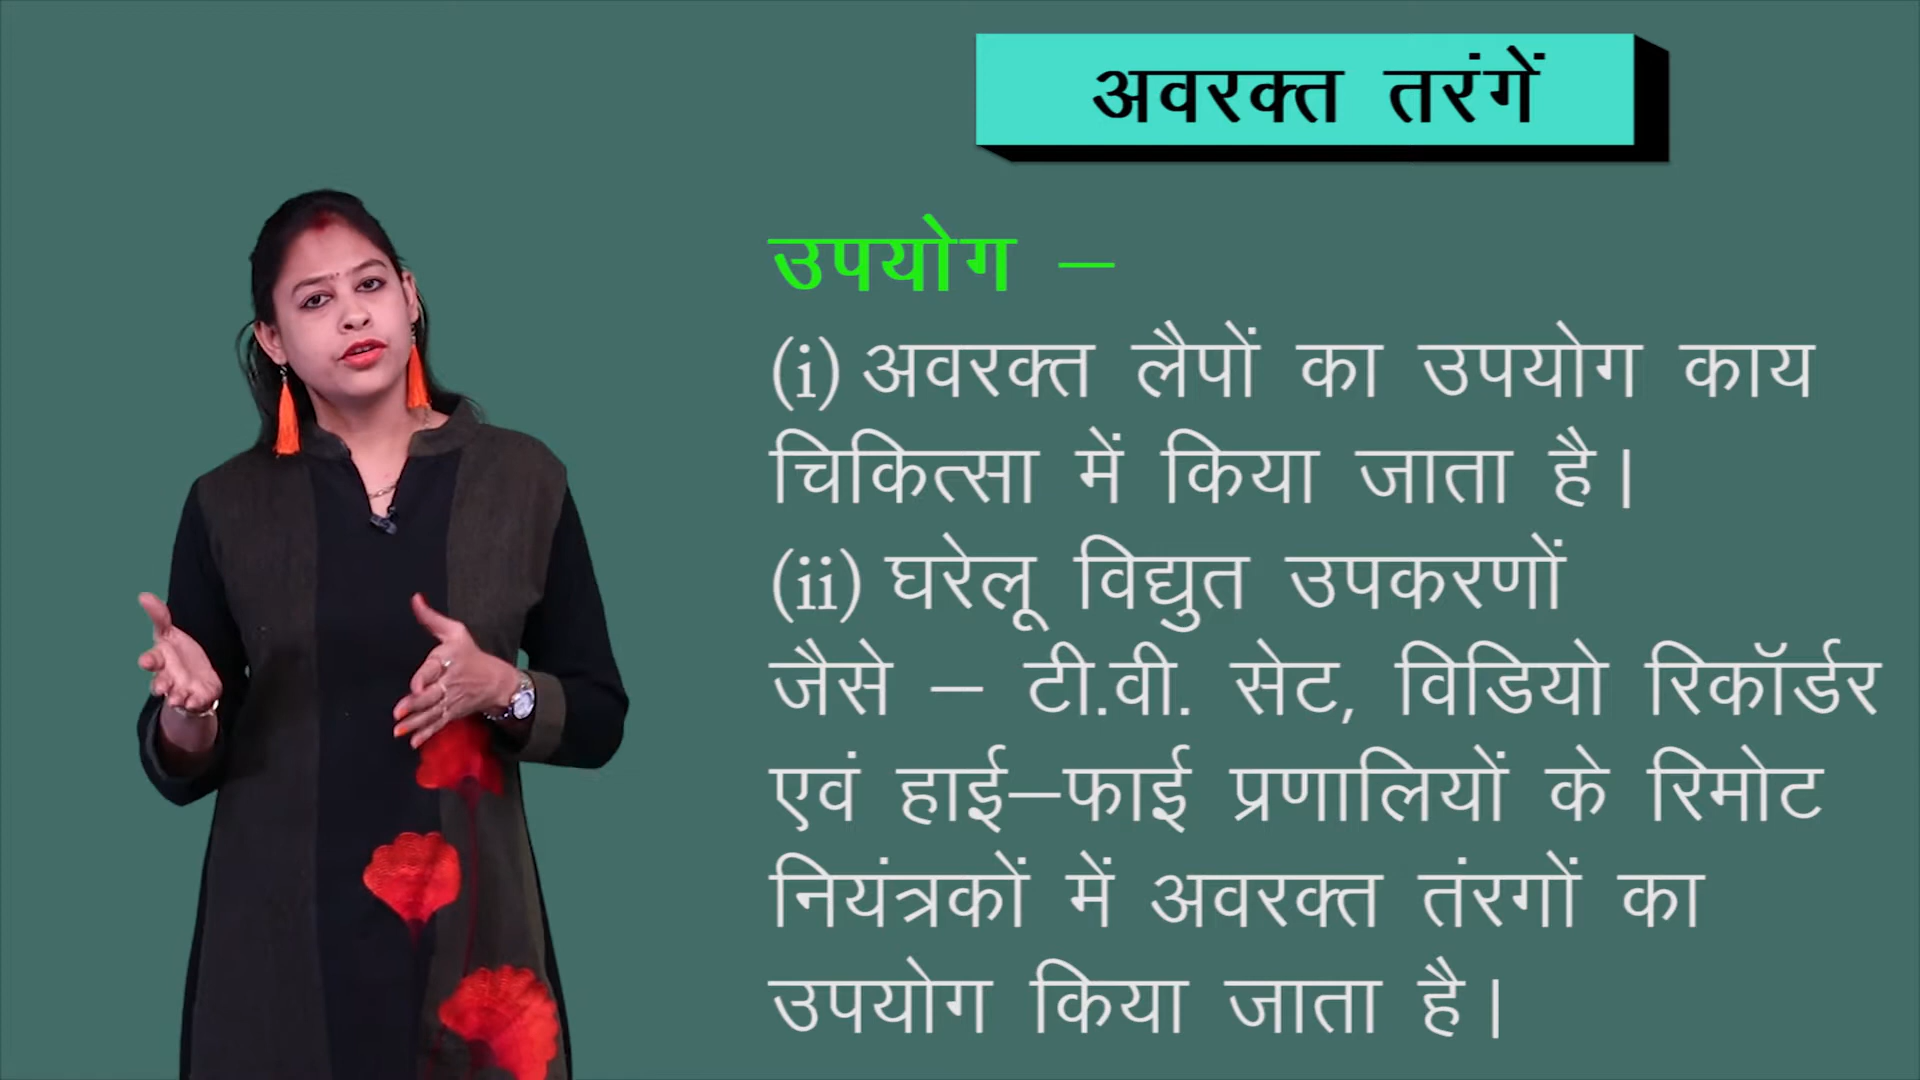 अवरक्त तरंगें
उपयोग –
(i) अवरक्त लैपों का उपयोग काय
चिकित्सा में किया जाता है।
(ii) घरेलू विद्युत उपकरणों
जैसे – टी.वी. सेट, विडियो रिकॉर्डर
एवं हाई–फाई प्रणालियों के रिमोट
नियंत्रकों में अवरक्त तंरगों का
उपयोग किया जाता है।